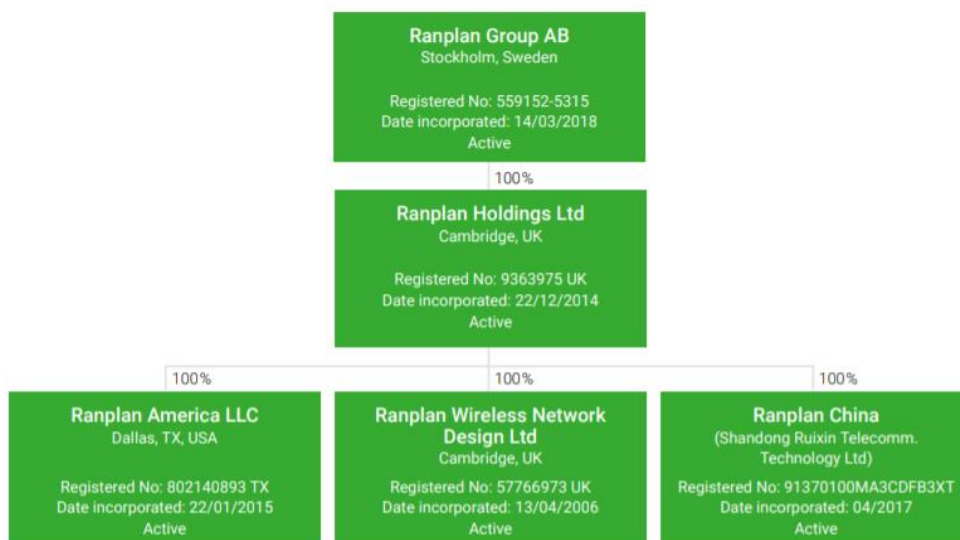 Ranplan Group AB
Stockholm, Sweden
Registered No: 559152-5315
Date incorporated: 14/03/2018
Active
100%
Ranplan Holdings Ltd
Cambridge, UK
Registered No: 9363975 UK
Date incorporated: 22/12/2014
Active
100%
Ranplan America LLC
Dallas, TX, USA
Registered No: 802140893 TX
Date incorporated: 22/01/2015
Active
100%
Ranplan Wireless Network
Design Ltd
Cambridge, UK
Registered No: 57766973 UK
Date incorporated: 13/04/2006
Active
100%
Ranplan China
(Shandong Ruixin Telecomm.
Technology Ltd)
Registered No: 91370100MA3CDFB3XT
Date incorporated: 04/2017
Active